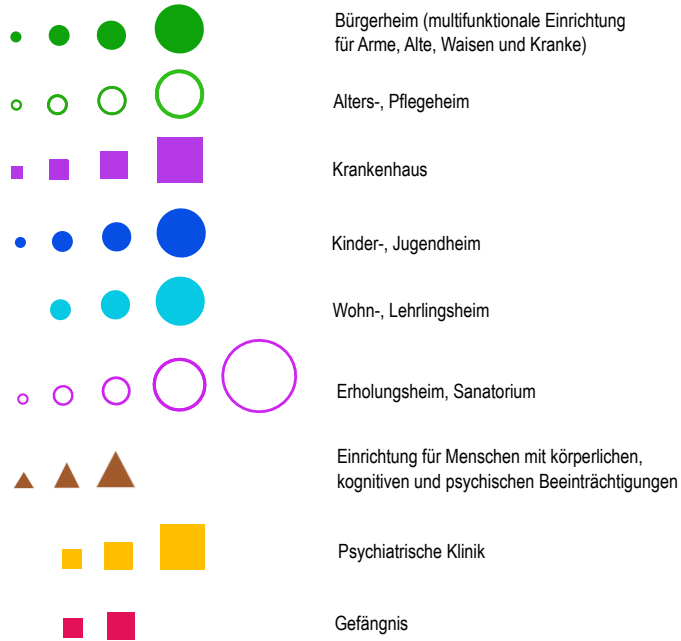 Bürgerheim (multifunktionale Einrichtung
für Arme, Alte, Waisen und Kranke)
Alters-, Pflegeheim
Krankenhaus
Kinder-, Jugendheim
Wohn-, Lehrlingsheim
Erholungsheim, Sanatorium
Einrichtung für Menschen mit körperlichen,
kognitiven und psychischen Beeinträchtigungen
Psychiatrische Klinik
Gefängnis